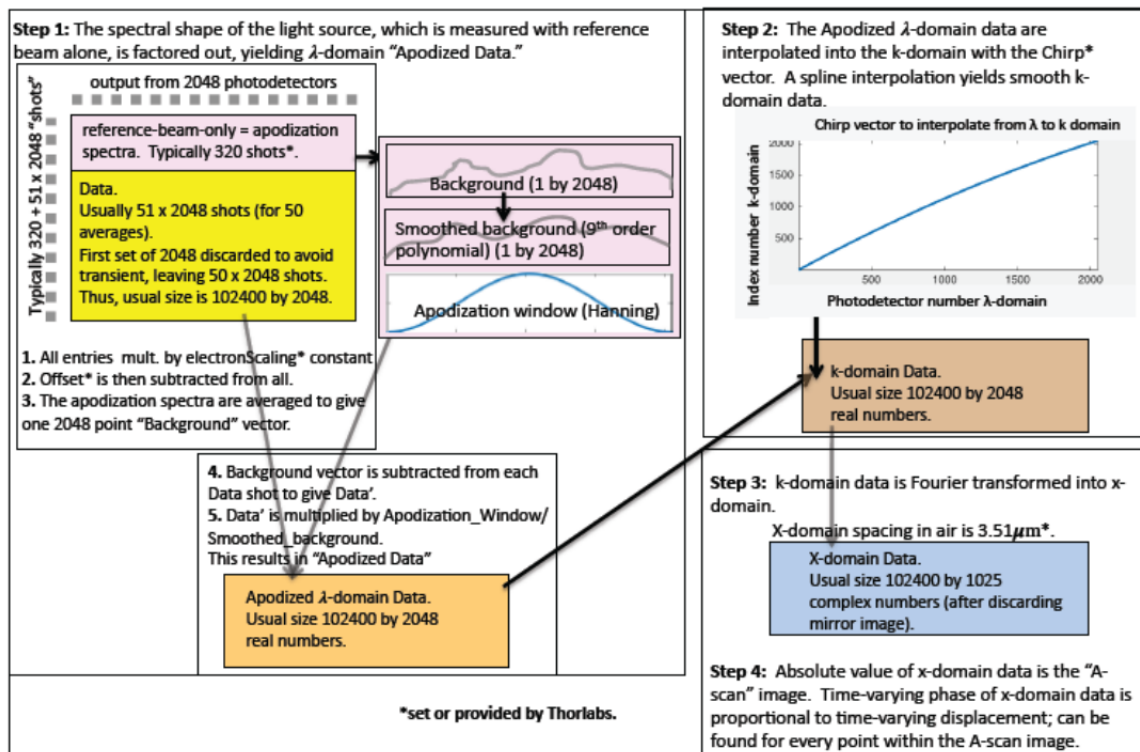 Step 1: The spectral shape of the light source, which is measured with reference
beam alone, is factored out, yielding λ-domain “Apodized Data.”
output from 2048 photodetectors
Typically 320 + 51 x 2048 “shots”
reference-beam-only = apodization
spectra. Typically 320 shots*.
Data.
Usually 51 x 2048 shots (for 50
averages).
First set of 2048 discarded to avoid
transient, leaving 50 x 2048 shots.
Thus, usual size is 102400 by 2048.
Background (1 by 2048)
Smoothed background (9th order
polynomial) (1 by 2048)
Apodization window (Hanning)
1. All entries mult. by electronScaling* constant
2. Offset* is then subtracted from all.
3. The apodization spectra are averaged to give
one 2048 point “Background” vector.
4. Background vector is subtracted from each
Data shot to give Data’.
5. Data’ is multiplied by Apodization_Window/
Smoothed_background.
This results in “Apodized Data”
Apodized λ-domain Data.
Usual size 102400 by 2048
real numbers.
*set or provided by Thorlabs.
Step 2: The Apodized λ-domain data are
interpolated into the k-domain with the Chirp*
vector. A spline interpolation yields smooth k-
domain data.
Chirp vector to interpolate from λ to k domain
Index number k-domain
2000
1500
1000
500
500
1000
1500
2000
Photodetector number λ-domain
k-domain Data.
Usual size 102400 by 2048
real numbers.
Step 3: k-domain data is Fourier transformed into x-
domain.
X-domain spacing in air is 3.51μm*.
X-domain Data.
Usual size 102400 by 1025
complex numbers (after discarding
mirror image).
Step 4: Absolute value of x-domain data is the “A-
scan” image. Time-varying phase of x-domain data is
proportional to time-varying displacement; can be
found for every point within the A-scan image.